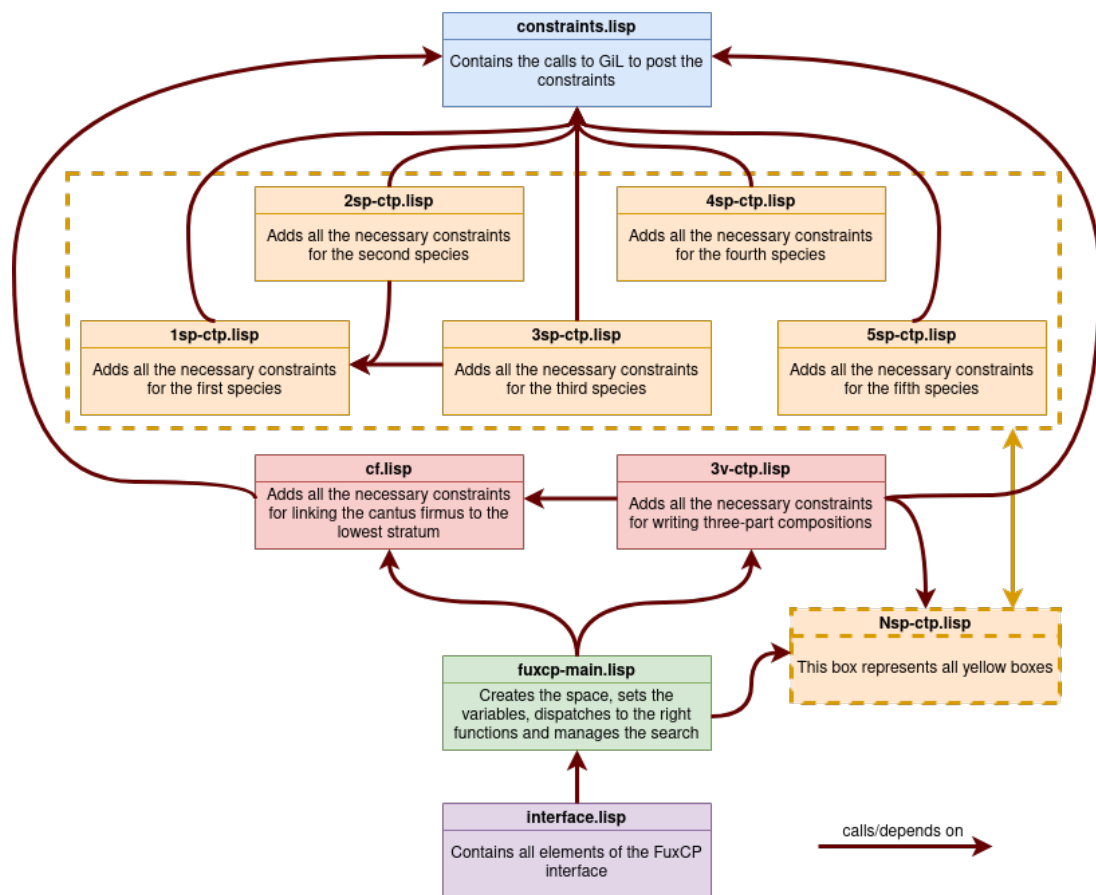 constraints.lisp
Contains the calls to GiL to post the
constraints
2sp-ctp.lisp
Adds all the necessary constraints
for the second species
4sp-ctp.lisp
Adds all the necessary constraints
for the fourth species
1sp-ctp.lisp
Adds all the necessary constraints
for the first species
3sp-ctp.lisp
Adds all the necessary constraints
for the third species
5sp-ctp.lisp
Adds all the necessary constraints
for the fifth species
cf.lisp
Adds all the necessary constraints
for linking the cantus firmus to the
lowest stratum
3v-ctp.lisp
Adds all the necessary constraints
for writing three-part compositions
Nsp-ctp.lisp
This box represents all yellow boxes
fuxcp-main.lisp
Creates the space, sets the
variables, dispatches to the right
functions and manages the search
interface.lisp
Contains all elements of the FuxCP
interface
calls/depends on